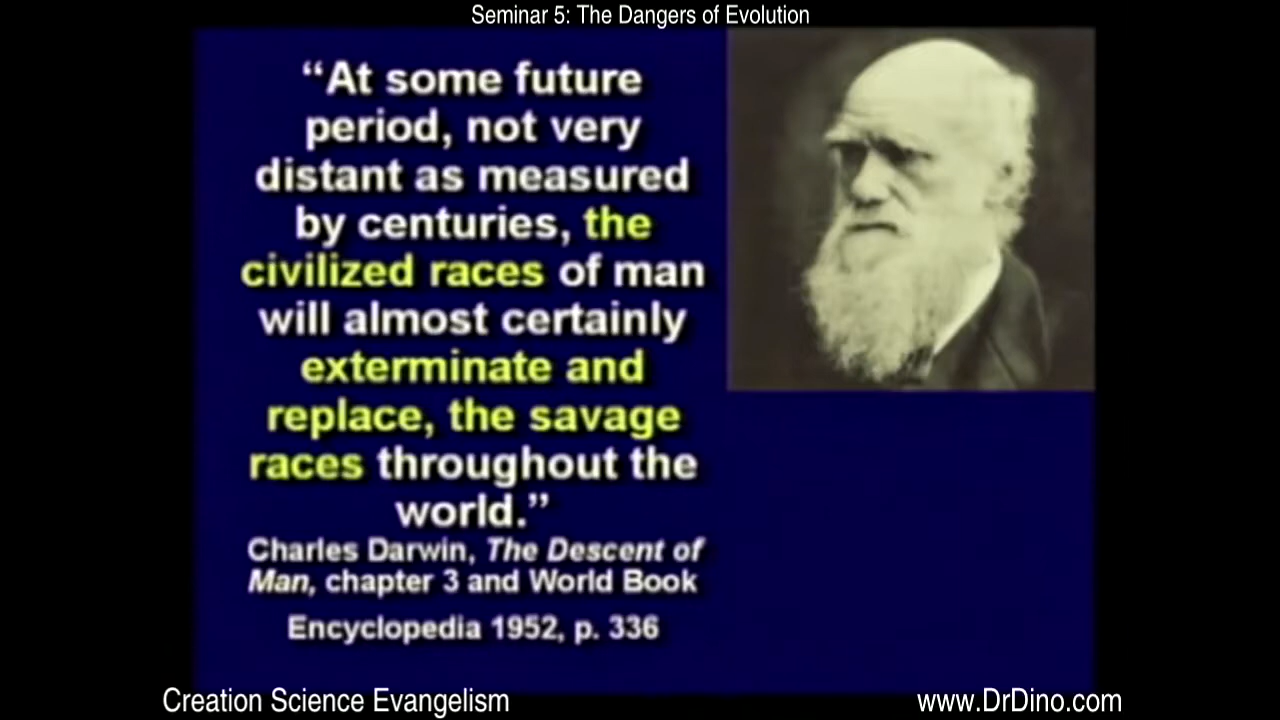 Seminar 5: The Dangers of Evolution
“At some future
period, not very
distant as measured
by centuries, the
civilized races of man
will almost certainly
exterminate and
replace, the savage
races throughout the
world.”
Charles Darwin, The Descent of
Man, chapter 3 and World Book
Encyclopedia 1952, p. 336
Creation Science Evangelism
www.DrDino.com